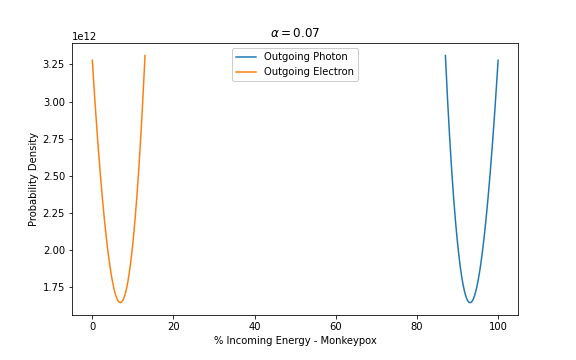 α = 0.07
1e12
Outgoing Photon
Outgoing Electron
3.25
3.00
2.75
2.50
2.25
2.00
1.75
Probability Density
0 20 40 60 80 100
% Incoming Energy - Monkeypox